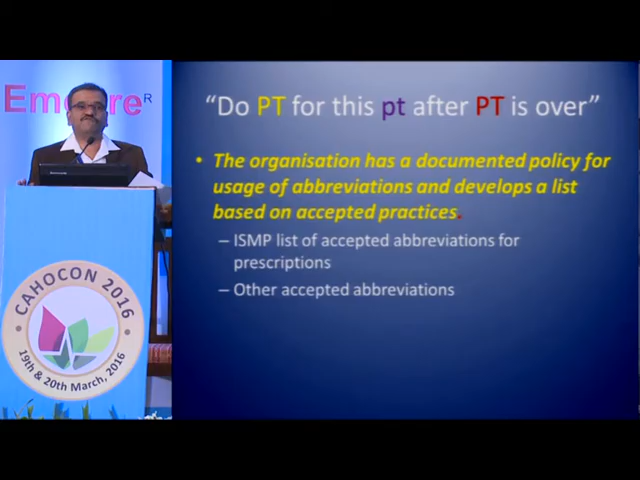 “Do PT for this pt after PT is over”
• The organisation has a documented policy for
usage of abbreviations and develops a list
based on accepted practices.
– ISMP list of accepted abbreviations for
prescriptions
– Other accepted abbreviations
CAHOCON 2016
19th & 20th March, 2016